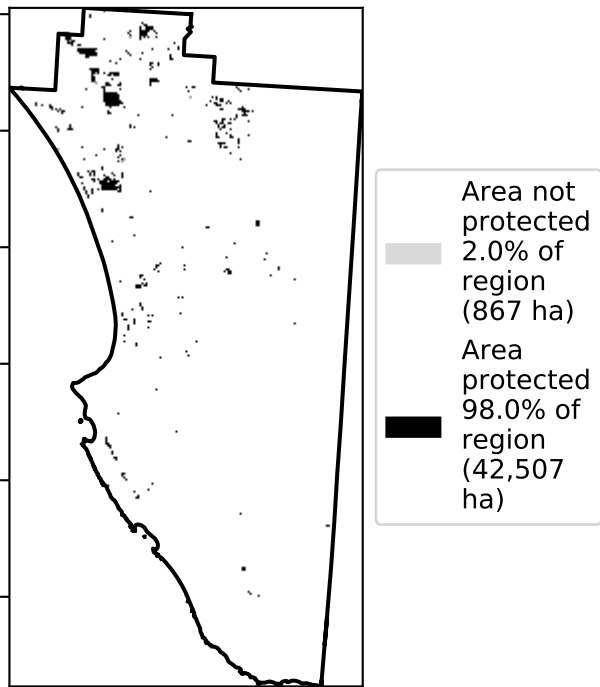 Area not
protected
2.0% of
region
(867 ha)
Area
protected
98.0% of
region
(42,507
ha)